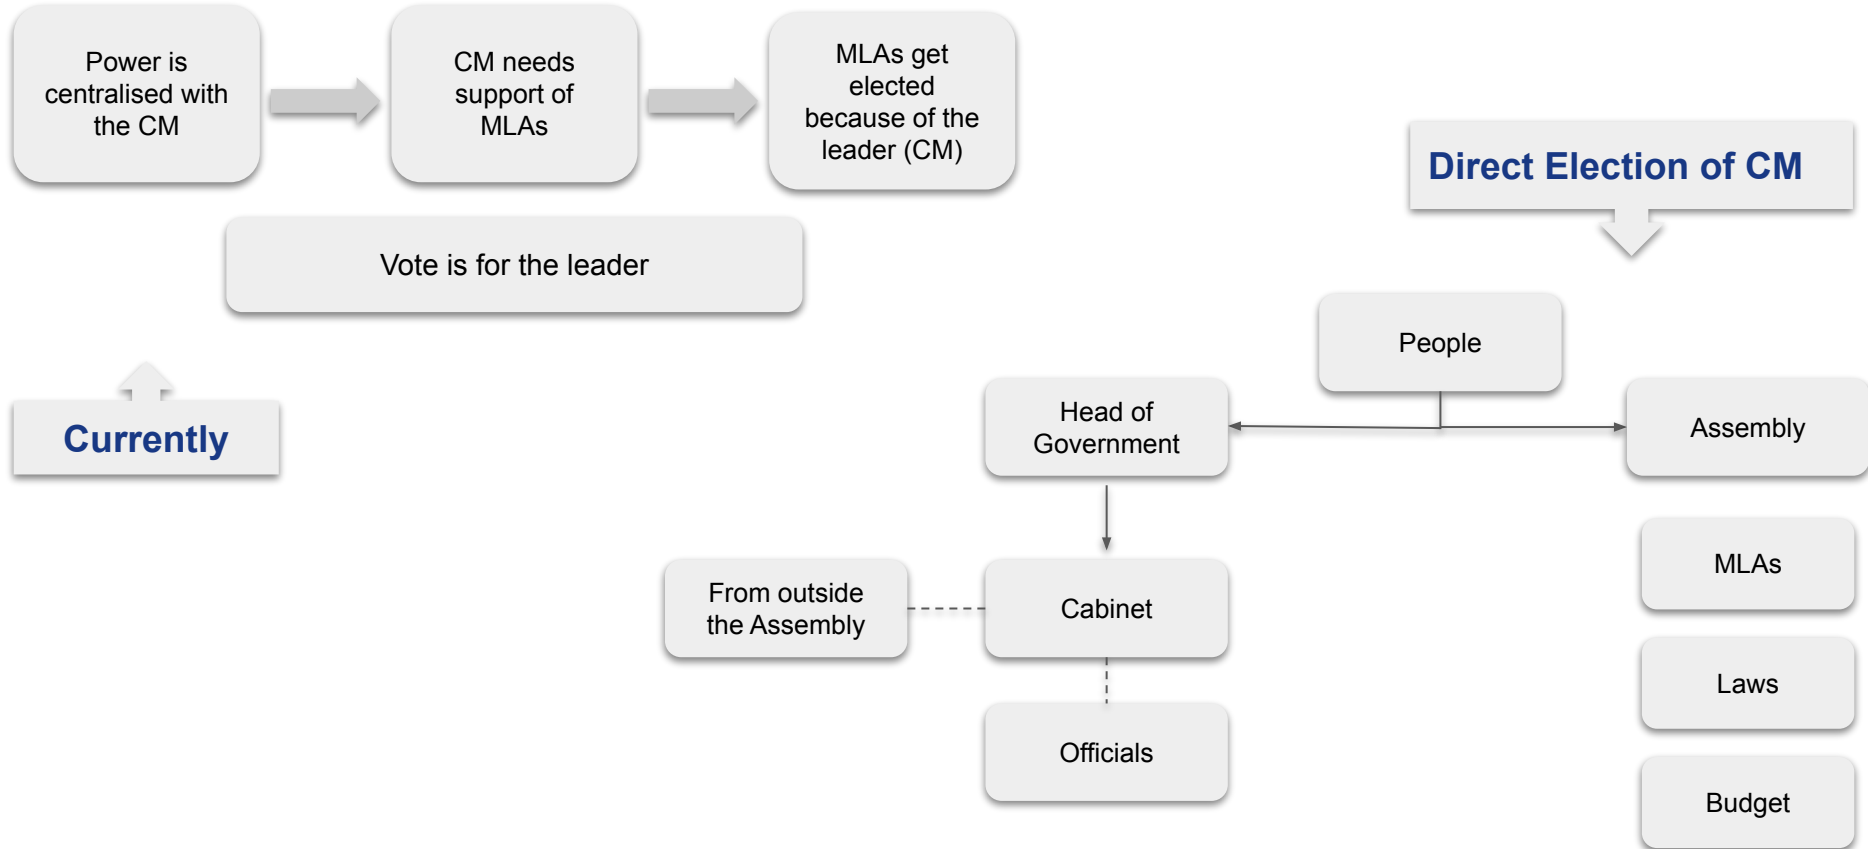 Power is
centralised with
the CM
CM needs
support of
MLAs
MLAs get
elected
because of the
leader (CM)
Vote is for the leader
Currently
Direct Election of CM
People
Head of
Government
Assembly
From outside
the Assembly
Cabinet
Officials
MLAs
Laws
Budget